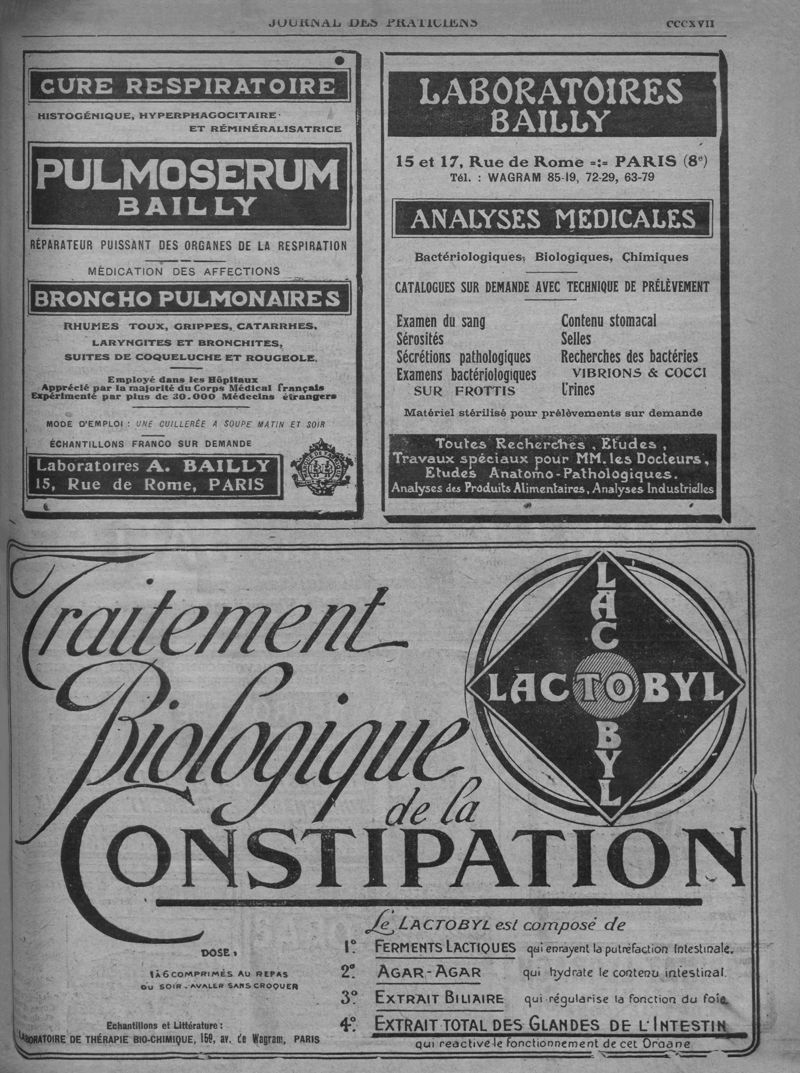 JOURNAL DES PRATICIENS
CCCXVII
CURE RESPIRATOIRE
HISTOGÉNIQUE, HYPERPHAGOCITAIRE
ET RÉMINÉRALISATRICE
PULMOSERUM
BAILLY
RÉPARATEUR PUISSANT DES ORGANES DE LA RESPIRATION
MÉDICATION DES AFFECTIONS
BRONCHO PULMONAIRES
RHUMES TOUX, GRIPPES, CATARRHES,
LARYNGITES ET BRONCHITES,
SUITES DE COQUELUCHE ET ROUGEOLE.
Employé dans les Hôpitaux
Apprécié par la majorité du Corps Médical français
Expérimenté par plus de 30.000 Médecins étrangers
MODE D'EMPLOI : UNE CUILLERÉE A SOUPE MATIN ET SOIR
ÉCHANTILLONS FRANCO SUR DEMANDE
Laboratoires A. BAILLY
15, Rue de Rome, PARIS
LABORATOIRES
BAILLY
15 et 17, Rue de Rome =:= PARIS (8e)
Tél. : WAGRAM 85-19, 72-29, 63-79
ANALYSES MEDICALES
Bactériologiques, Biologiques, Chimiques
CATALOGUES SUR DEMANDE AVEC TECHNIQUE DE PRÉLÈVEMENT
Examen du sang
Sérosités
Sécrétions pathologiques
Examens bactériologiques
SUR FROTTIS
Contenu stomacal
Selles
Recherches des bactéries
VIBRIONS & COCCI
Urines
Matériel stérilisé pour prélèvements sur demande
Toutes Recherches, Etudes,
Travaux spéciaux pour MM. les Docteurs,
Etudes Anatomo-Pathologiques.
Analyses des Produits Alimentaires, Analyses Industrielles
Traitement
Biologique
de la
CONSTIPATION
LACTOBYL
LACTOBYL
Le LACTOBYL est composé de
1° FERMENTS LACTIQUES qui enrayent la putréfaction Intestinale.
2° AGAR-AGAR qui hydrate le contenu intestinal.
3° EXTRAIT BILIAIRE qui régularise la fonction du foie.
4° EXTRAIT TOTAL DES GLANDES DE L'INTESTIN
qui reactive le fonctionnement de cet Organe
DOSE:
1 à 6 COMPRIMÉS AU REPAS
DU SOIR - AVALER SANS CROQUER
Echantillons et Littérature :
LABORATOIRE DE THÉRAPIE BIO-CHIMIQUE, 159, av. de Wagram, PARIS